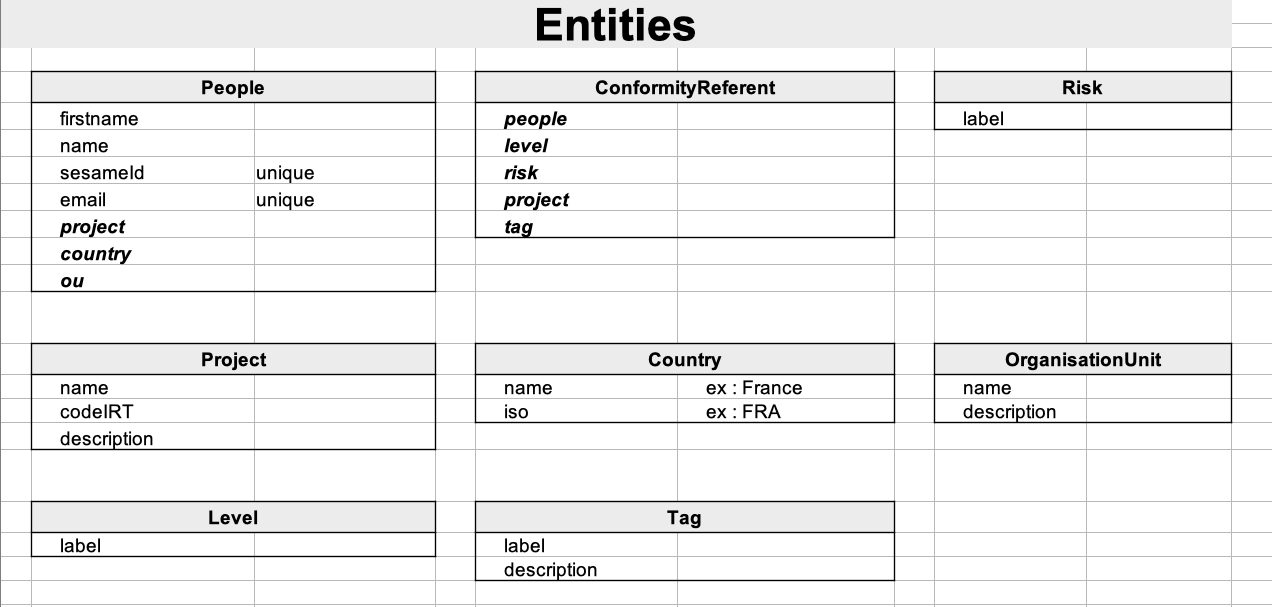 Entities
People
firstname
name
sesameId unique
email unique
project
country
ou
ConformityReferent
people
level
risk
project
tag
Risk
label
Project
name
codeIRT
description
Country
name ex : France
iso ex : FRA
OrganisationUnit
name
description
Level
label
Tag
label
description